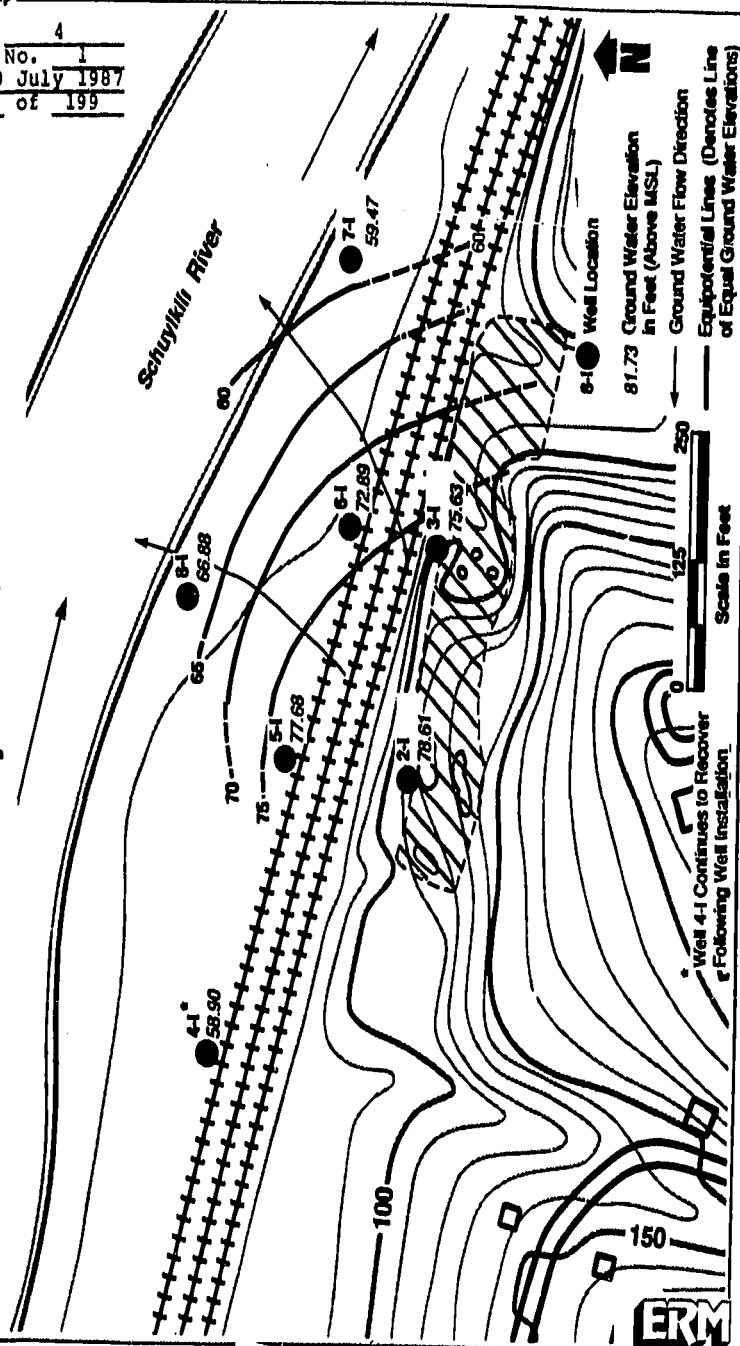 4
No. 1
July 1987
of 199
Schuylkill River
N
7-I
59.47
60
60
8-I
66.88
6-I
72.89
65
3-I
75.63
5-I
77.68
70
75
2-I
78.61
4-I*
58.90
100
150
8-I Well Location
81.73 Ground Water Elevation
in Feet (Above MSL)
Ground Water Flow Direction
Equipotential Lines (Denotes Line
of Equal Ground Water Elevations)
0 125 250
Scale in Feet
* Well 4-I Continues to Recover
Following Well Installation
ERM